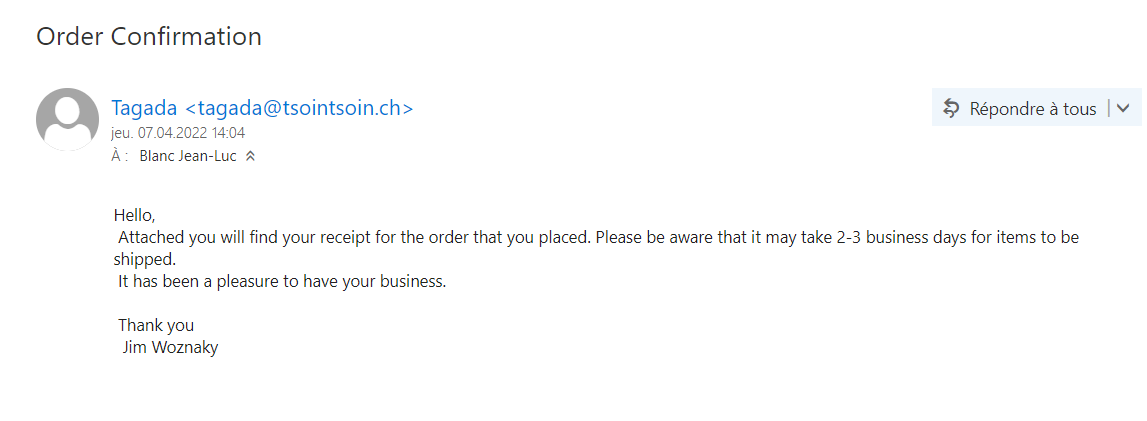 Order Confirmation
Tagada <tagada@tsointsoin.ch>
Répondre à tous
jeu. 07.04.2022 14:04
À : Blanc Jean-Luc
Hello,
Attached you will find your receipt for the order that you placed. Please be aware that it may take 2-3 business days for items to be
shipped.
It has been a pleasure to have your business.
Thank you
Jim Woznaky